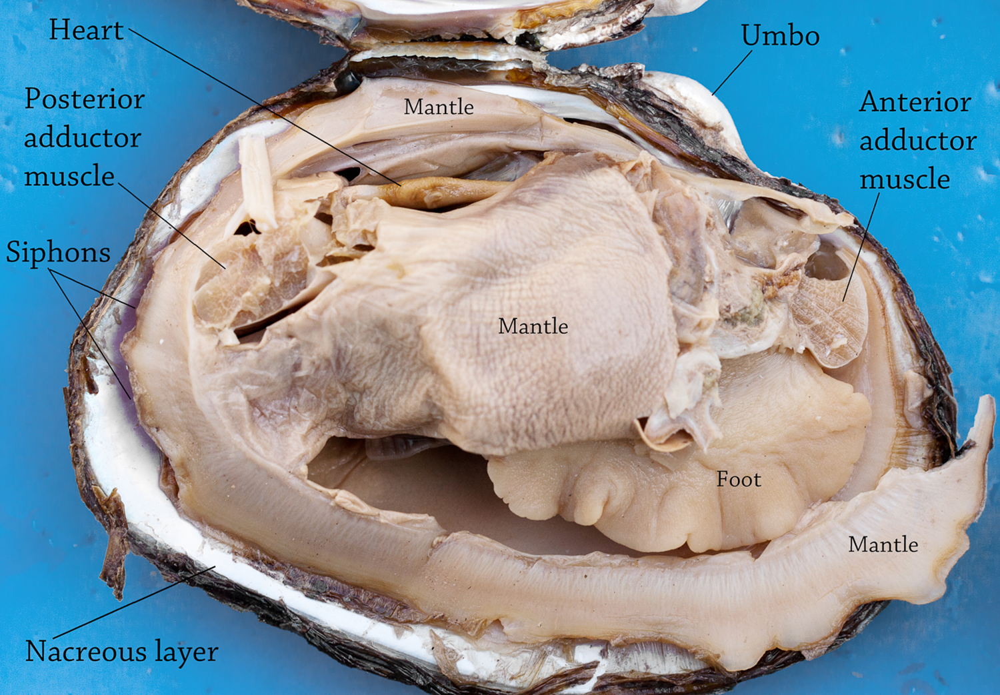 Heart
Umbo
Posterior
adductor
muscle
Mantle
Anterior
adductor
muscle
Siphons
Mantle
Foot
Mantle
Nacreous layer